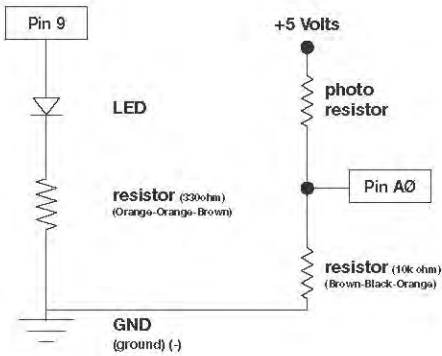 Pin 9
+5 Volts
LED
photo
resistor
Pin AØ
resistor (330ohm)
(Orange-Orange-Brown)
resistor (10k ohm)
(Brown-Black-Orange)
GND
(ground) (-)